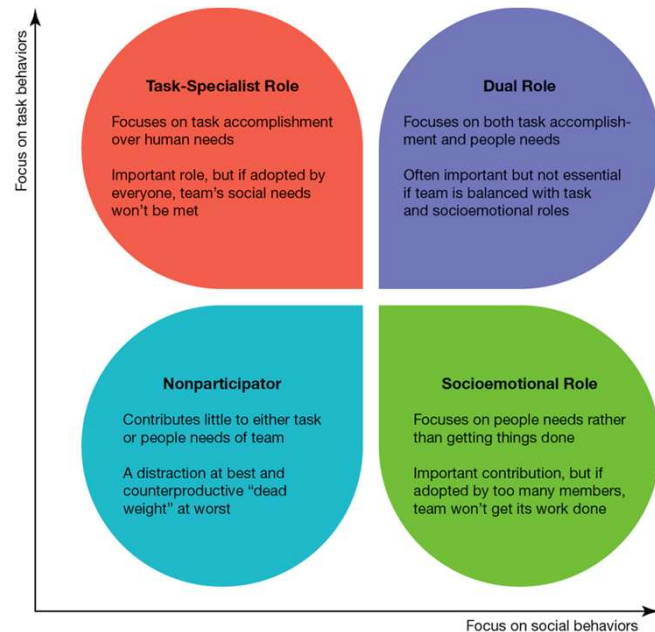 Focus on task behaviors
Task-Specialist Role
Focuses on task accomplishment
over human needs
Important role, but if adopted by
everyone, team's social needs
won't be met
Dual Role
Focuses on both task accomplish-
ment and people needs
Often important but not essential
if team is balanced with task
and socioemotional roles
Nonparticipator
Contributes little to either task
or people needs of team
A distraction at best and
counterproductive “dead
weight” at worst
Socioemotional Role
Focuses on people needs rather
than getting things done
Important contribution, but if
adopted by too many members,
team won't get its work done
Focus on social behaviors